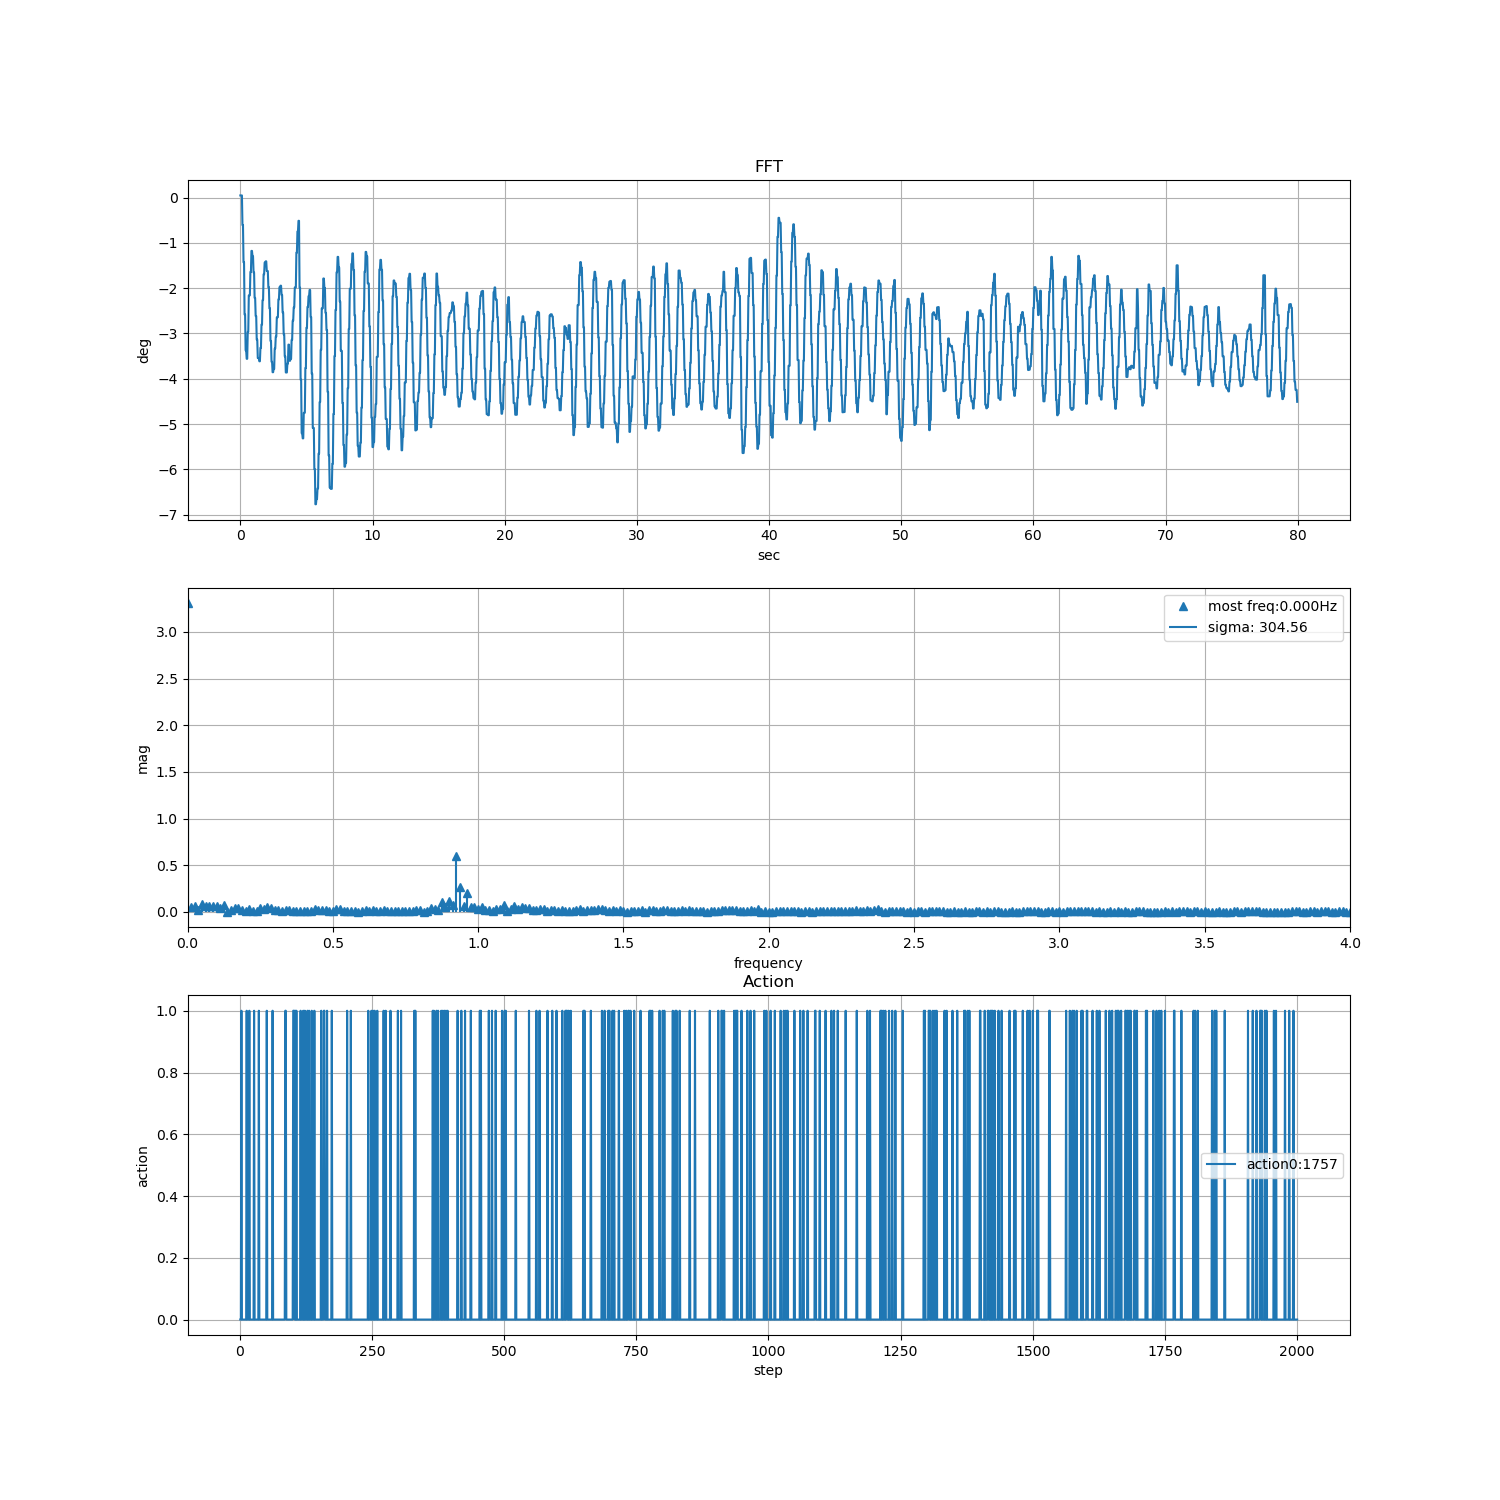 FFT
0
−1
−2
−3
−4
−5
−6
−7
deg
0 10 20 30 40 50 60 70 80
sec
most freq:0.000Hz
sigma: 304.56
3.0
2.5
2.0
1.5
1.0
0.5
0.0
mag
0.0 0.5 1.0 1.5 2.0 2.5 3.0 3.5 4.0
frequency
Action
1.0
0.8
0.6
0.4
0.2
0.0
action
action0:1757
0 250 500 750 1000 1250 1500 1750 2000
step